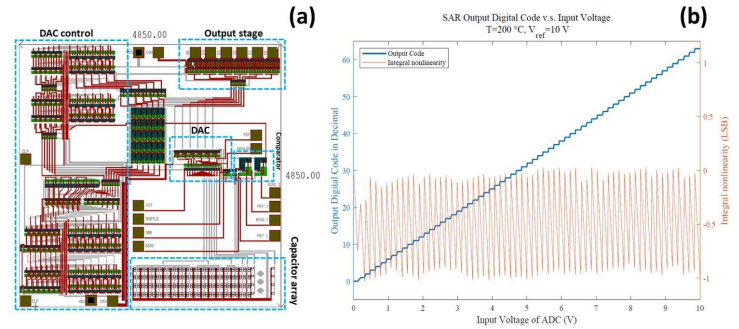 (a)
DAC control
4850.00
Output stage
DAC
Comparator
4850.00
Capacitor array
(b)
SAR Output Digital Code v.s. Input Voltage
T=200 °C, Vref=10 V
Output Code
Integral nonlinearity
Output Digital Code in Decimal
0
10
20
30
40
50
60
Integral nonlinearity (LSB)
1
0.5
0
-0.5
-1
0 1 2 3 4 5 6 7 8 9 10
Input Voltage of ADC (V)